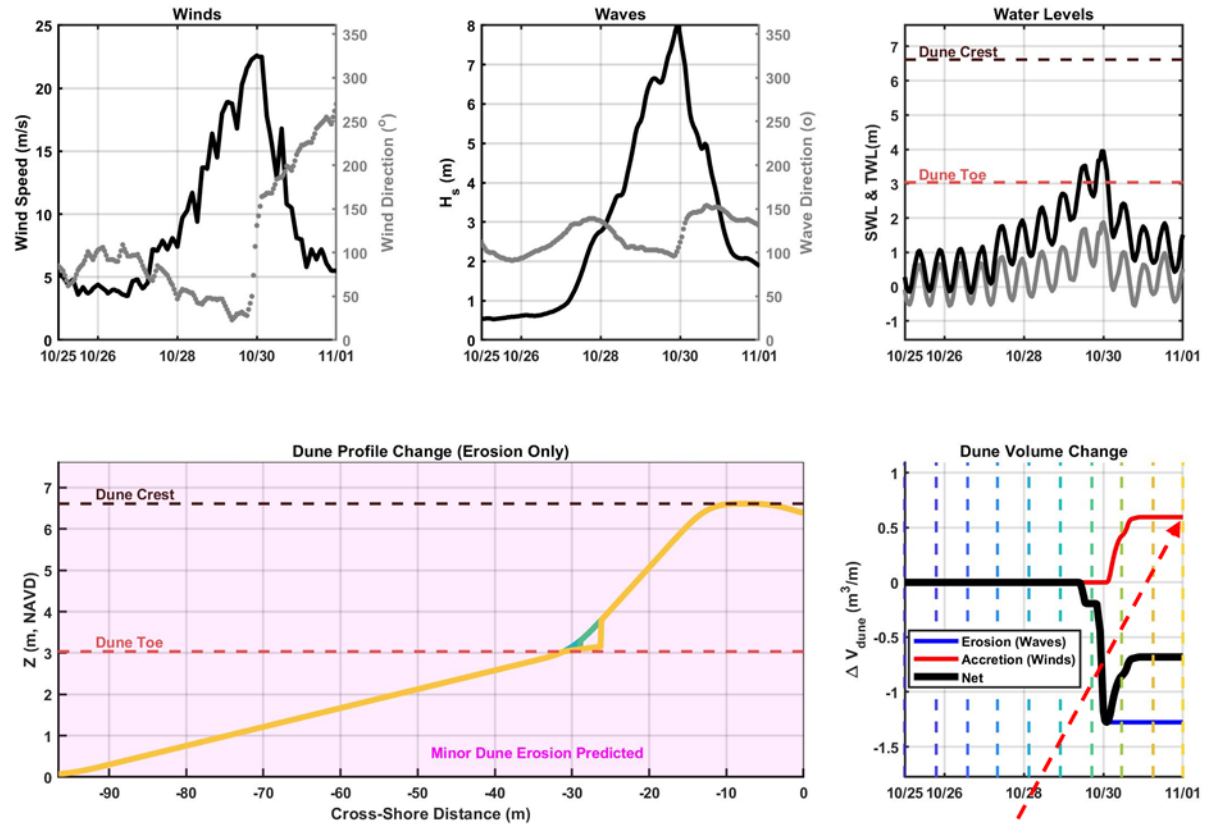 Winds
Wind Speed (m/s)
25
20
15
10
5
0
350
300
250
200
150
100
50
0
Wind Direction (°)
10/25 10/26 10/28 10/30 11/01
Waves
H_s (m)
8
7
6
5
4
3
2
1
0
350
300
250
200
150
100
50
0
Wave Direction (o)
10/25 10/26 10/28 10/30 11/01
Water Levels
SWL & TWL(m)
7
6
5
4
3
2
1
0
-1
Dune Crest
Dune Toe
10/25 10/26 10/28 10/30 11/01
Dune Profile Change (Erosion Only)
Z (m, NAVD)
7
6
5
4
3
2
1
0
Dune Crest
Dune Toe
Minor Dune Erosion Predicted
-90 -80 -70 -60 -50 -40 -30 -20 -10 0
Cross-Shore Distance (m)
Dune Volume Change
Δ V_dune (m³/m)
1
0.5
0
-0.5
-1
-1.5
Erosion (Waves)
Accretion (Winds)
Net
10/25 10/26 10/28 10/30 11/01